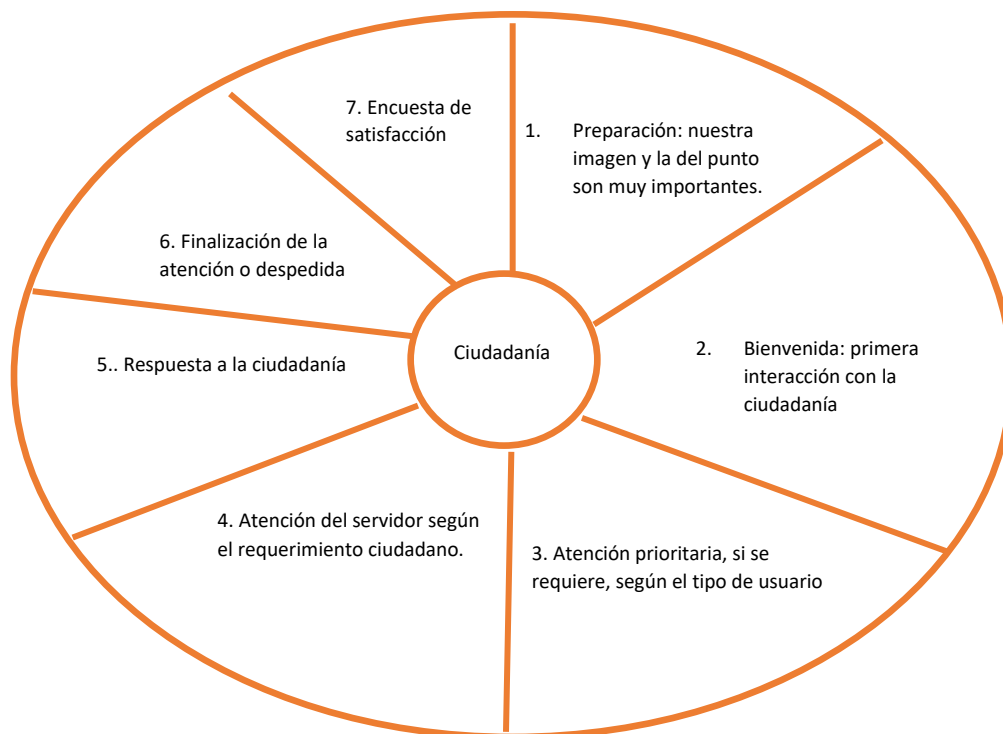 7. Encuesta de
satisfacción
1. Preparación: nuestra
imagen y la del punto
son muy importantes.
6. Finalización de la
atención o despedida
Ciudadanía
5.. Respuesta a la ciudadanía
2. Bienvenida: primera
interacción con la
ciudadanía
4. Atención del servidor según
el requerimiento ciudadano.
3. Atención prioritaria, si se
requiere, según el tipo de usuario